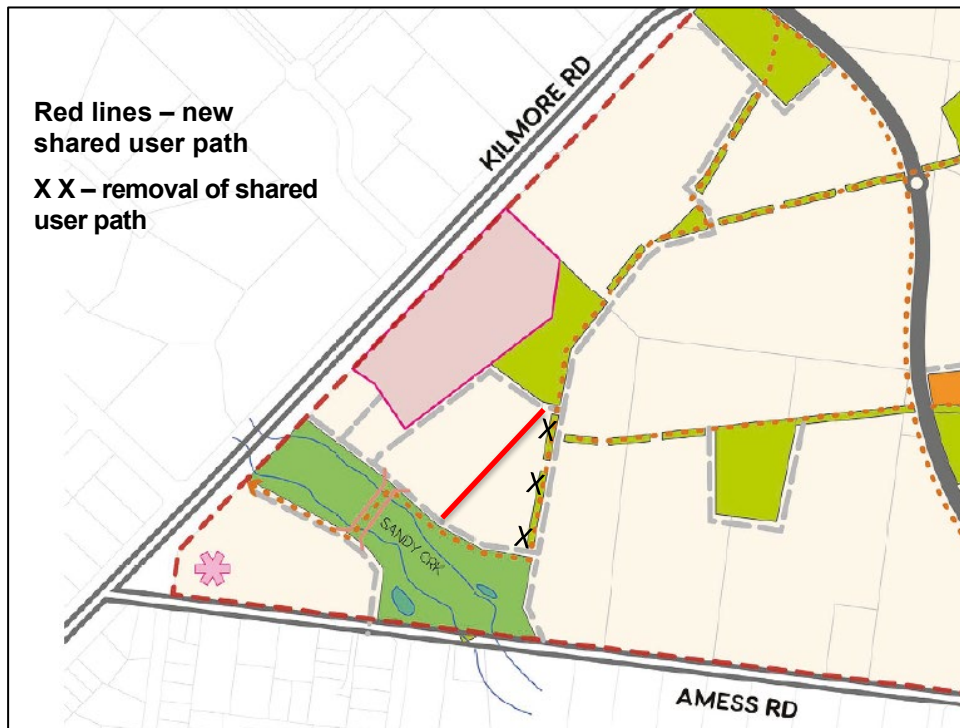 Red lines – new
shared user path
X X – removal of shared
user path
KILMORE RD
X
X
X
SANDY CRK
AMESS RD